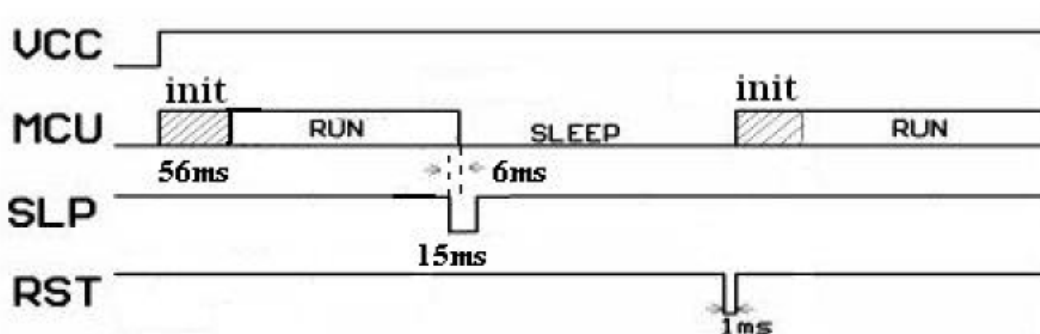 VCC
init init
MCU RUN SLEEP RUN
56ms 6ms
SLP
15ms
RST
1ms